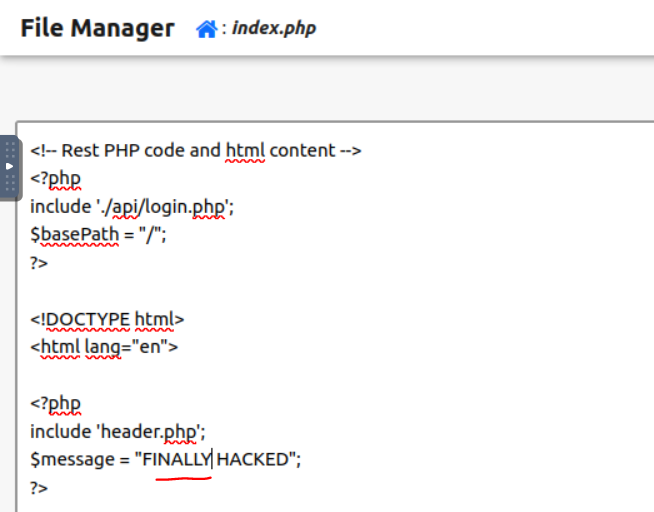 File Manager : index.php
<!-- Rest PHP code and html content -->
<?php
include './api/login.php';
$basePath = "/";
?>
<!DOCTYPE html>
<html lang="en">
<?php
include 'header.php';
$message = "FINALLY HACKED";
?>